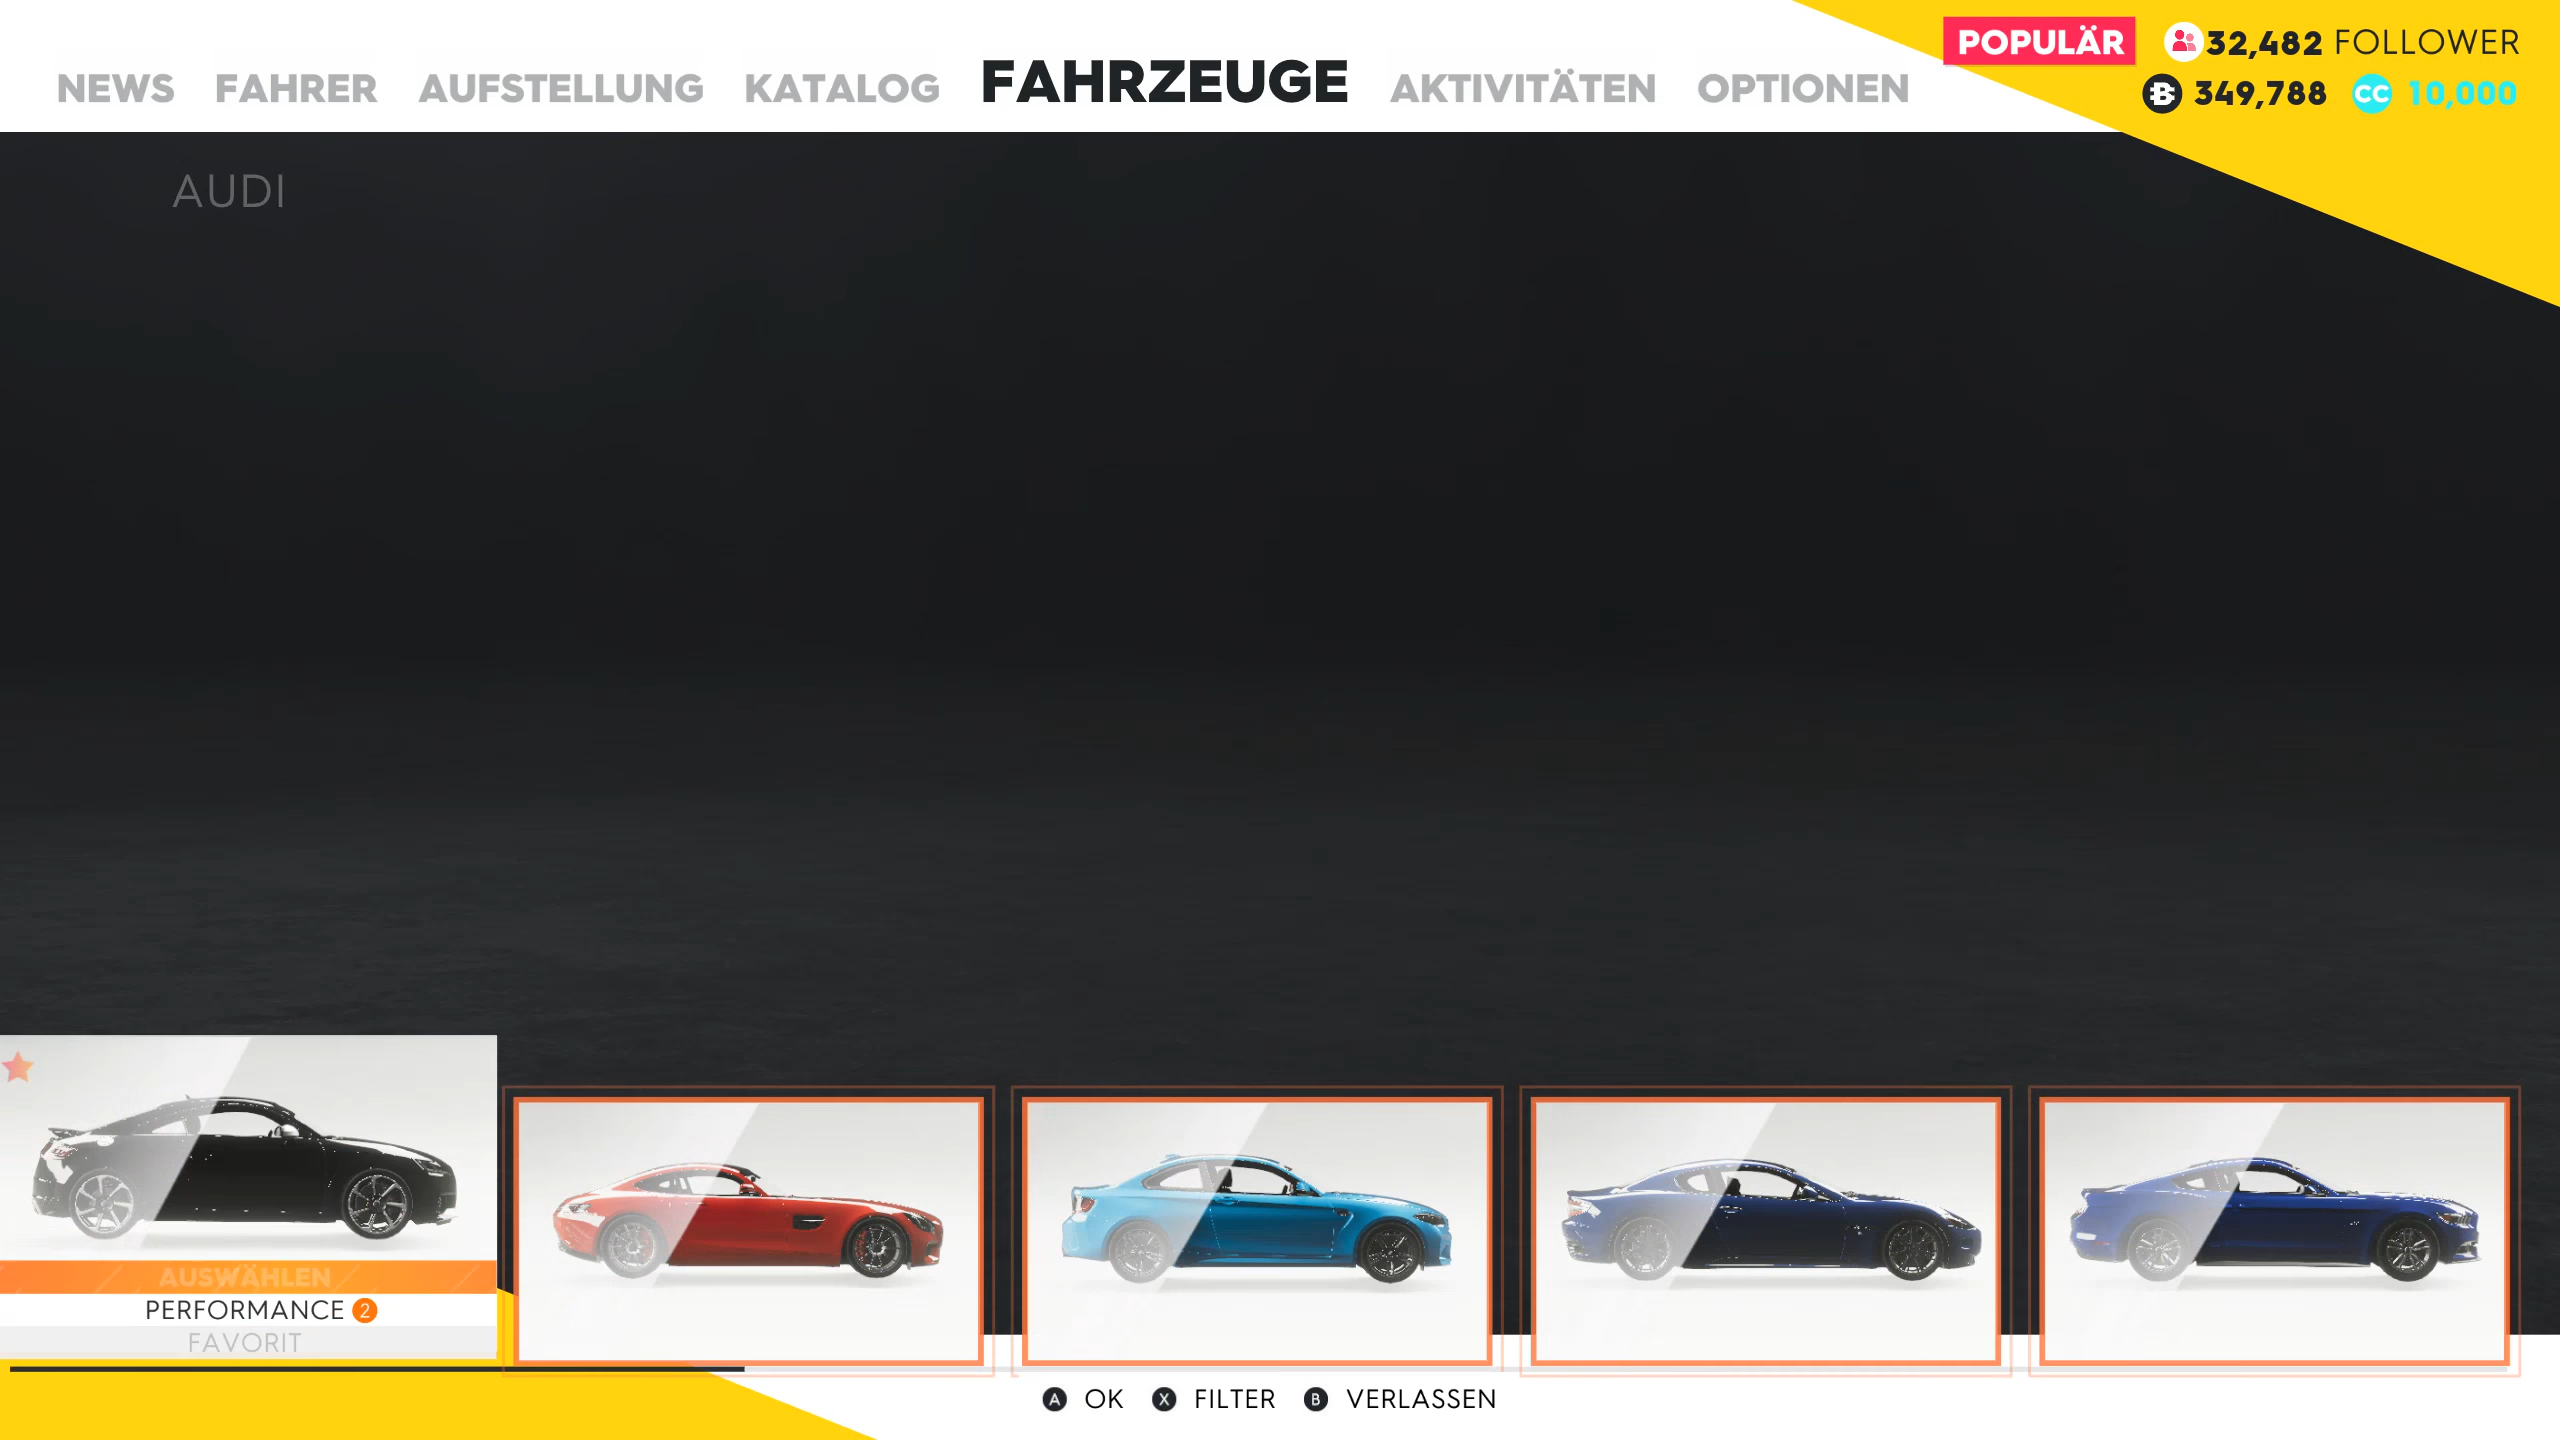 NEWS FAHRER AUFSTELLUNG KATALOG FAHRZEUGE AKTIVITÄTEN OPTIONEN
POPULÄR 32,482 FOLLOWER
349,788 CC 10,000
AUDI
AUSWÄHLEN
PERFORMANCE 2
FAVORIT
A OK X FILTER B VERLASSEN